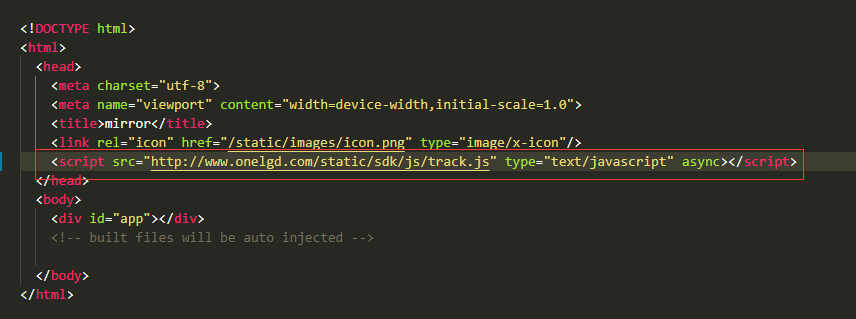 <!DOCTYPE html>
<html>
<head>
<meta charset="utf-8">
<meta name="viewport" content="width=device-width,initial-scale=1.0">
<title>mirror</title>
<link rel="icon" href="/static/images/icon.png" type="image/x-icon"/>
<script src="http://www.onelgd.com/static/sdk/js/track.js" type="text/javascript" async></script>
</head>
<body>
<div id="app"></div>
<!-- built files will be auto injected -->
</body>
</html>